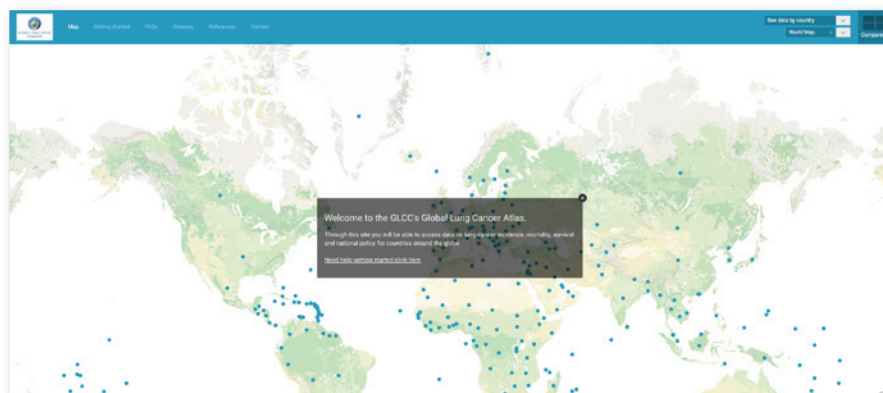 Map Getting Started FAQs Glossary References Contact
See data by country
World Map
Compare
Welcome to the GLCC's Global Lung Cancer Atlas.
Through this site you will be able to access data on lung cancer incidence, mortality, survival
and national policy for countries around the globe.
Need help getting started click here